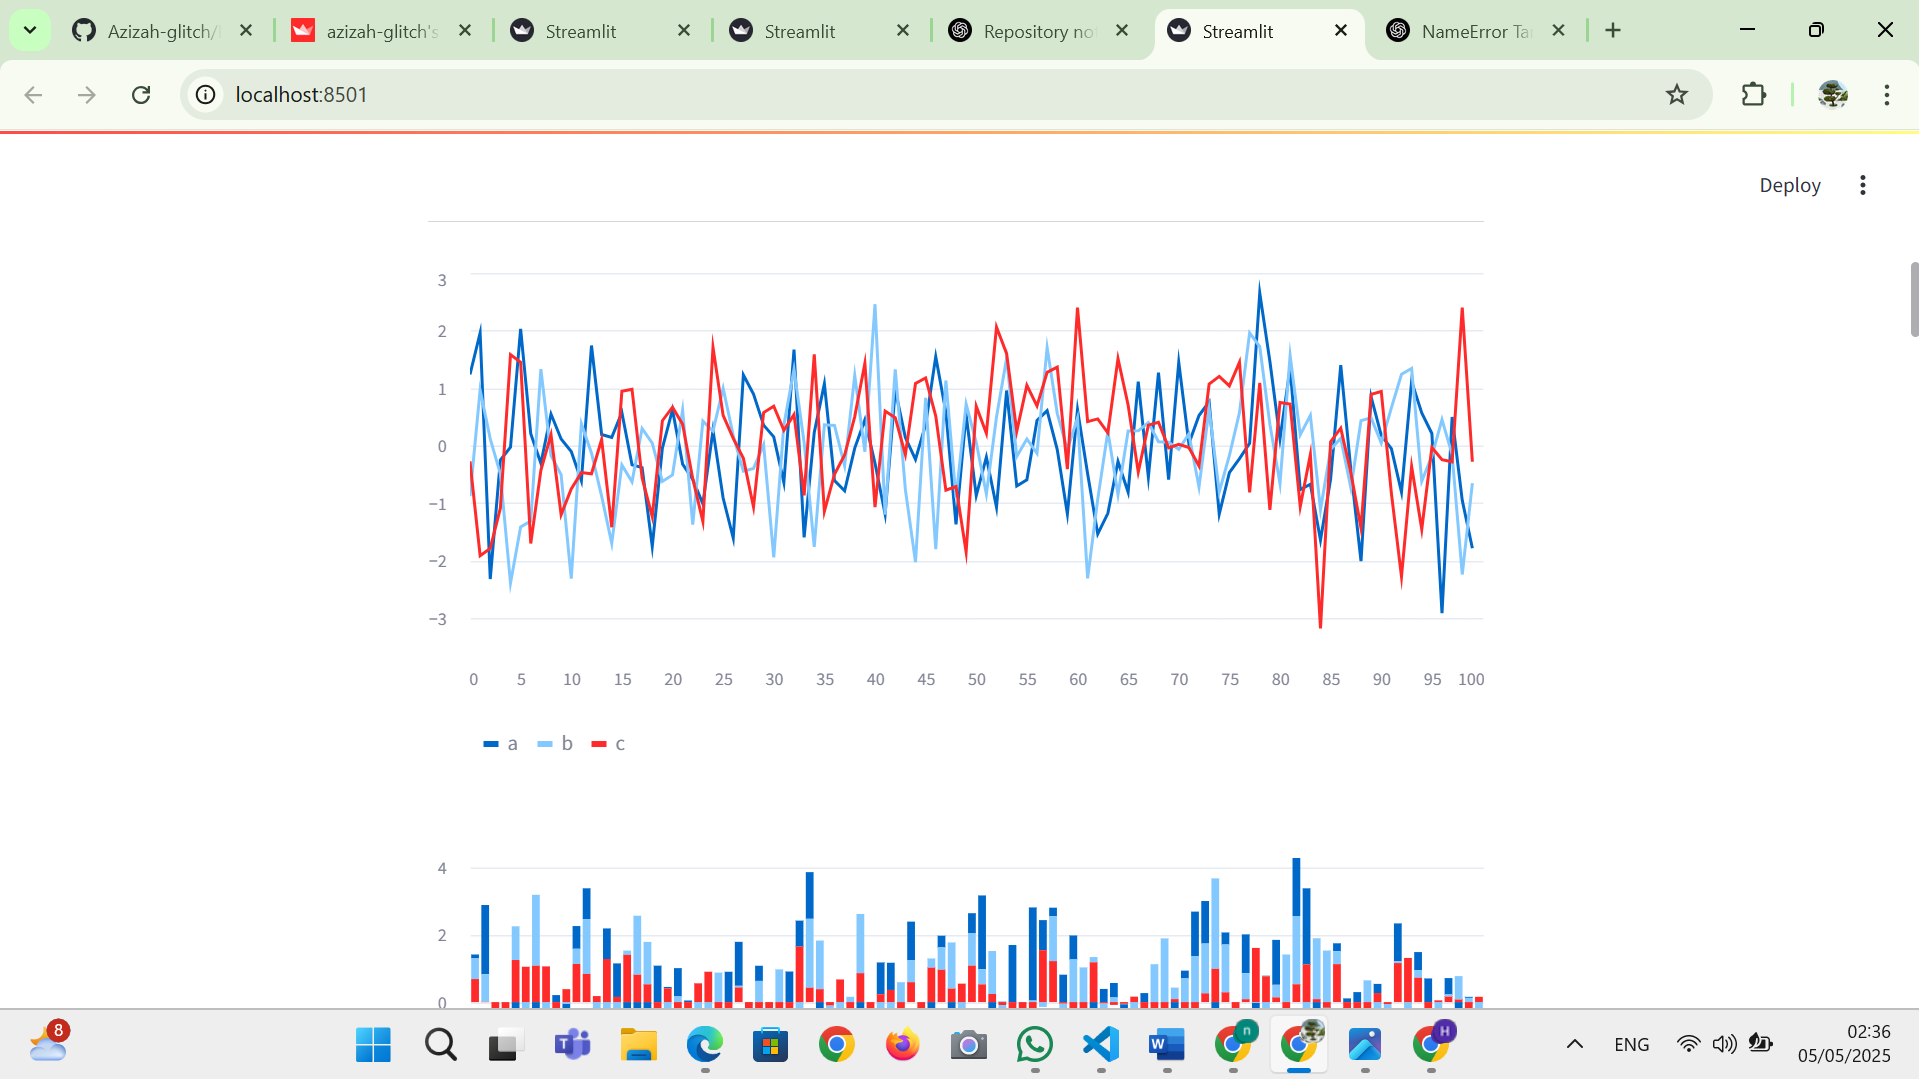 Azizah-glitch/
azizah-glitch's
Streamlit
Streamlit
Repository not
Streamlit
NameError Ta
localhost:8501
Deploy
3
2
1
0
−1
−2
−3
0 5 10 15 20 25 30 35 40 45 50 55 60 65 70 75 80 85 90 95 100
a b c
4
2
0
8
T
W
n
H
ENG
02:36
05/05/2025